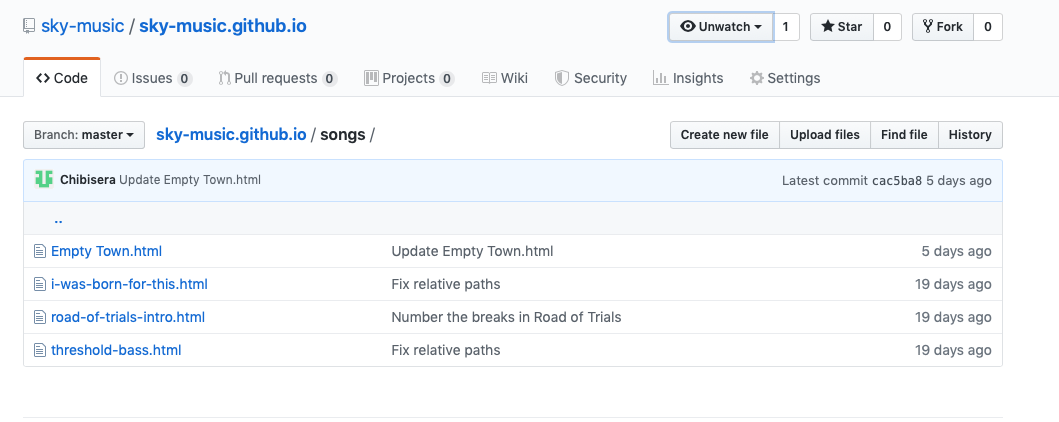 sky-music / sky-music.github.io
Unwatch 1 Star 0 Fork 0
Code Issues 0 Pull requests 0 Projects 0 Wiki Security Insights Settings
Branch: master sky-music.github.io / songs / Create new file Upload files Find file History
Chibisera Update Empty Town.html Latest commit cac5ba8 5 days ago
..
Empty Town.html Update Empty Town.html 5 days ago
i-was-born-for-this.html Fix relative paths 19 days ago
road-of-trials-intro.html Number the breaks in Road of Trials 19 days ago
threshold-bass.html Fix relative paths 19 days ago